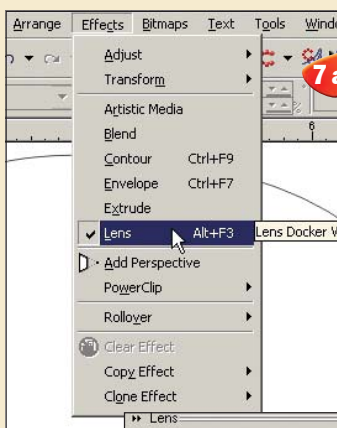 Arrange Effects Bitmaps Text Tools
7 a
6
Adjust
Transform
Artistic Media
Blend
Contour Ctrl+F9
Envelope Ctrl+F7
Extrude
Lens Alt+F3 Lens Docker
Add Perspective
PowerClip
Rollover
Clear Effect
Copy Effect
Clone Effect
Lens